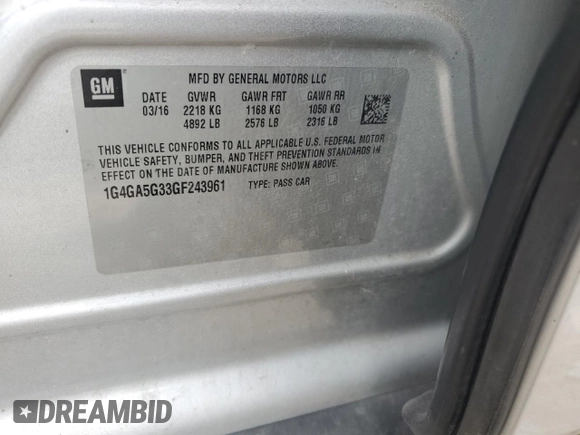 GM
MFD BY GENERAL MOTORS LLC
DATE GVWR GAWR FRT GAWR RR
03/16 2218 KG 1168 KG 1050 KG
4892 LB 2576 LB 2316 LB
THIS VEHICLE CONFORMS TO ALL APPLICABLE U.S. FEDERAL MOTOR
VEHICLE SAFETY, BUMPER, AND THEFT PREVENTION STANDARDS IN
EFFECT ON THE DATE OF MANUFACTURE SHOWN ABOVE.
1G4GA5G33GF243961 TYPE: PASS CAR
DREAMBID